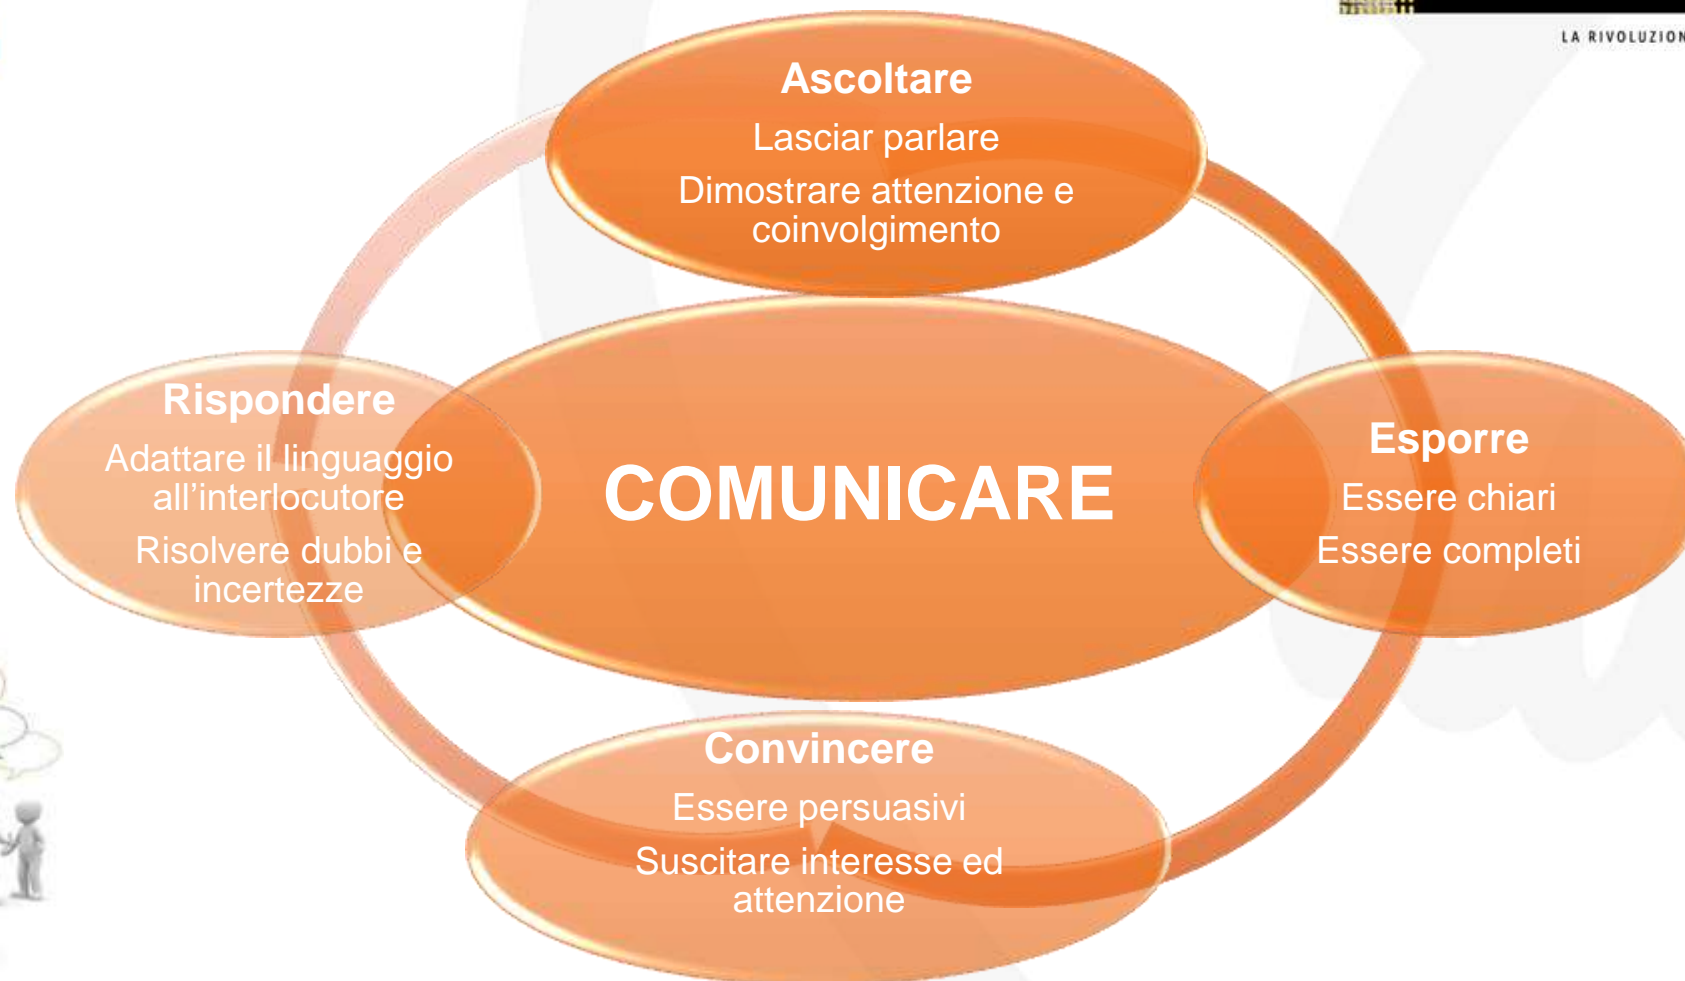 LA RIVOLUZION
Ascoltare
Lasciar parlare
Dimostrare attenzione e
coinvolgimento
Rispondere
Adattare il linguaggio
all’interlocutore
Risolvere dubbi e
incertezze
COMUNICARE
Esporre
Essere chiari
Essere completi
Convincere
Essere persuasivi
Suscitare interesse ed
attenzione